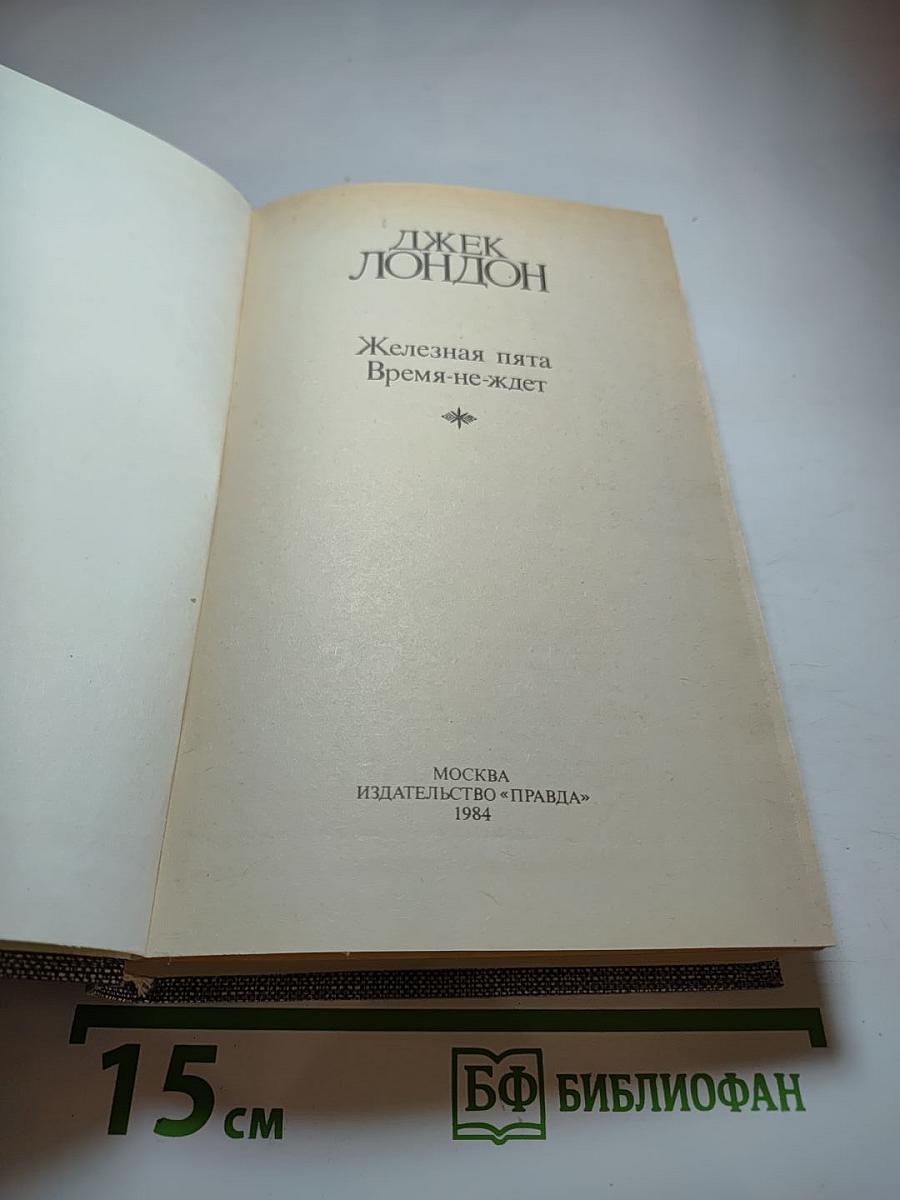 ДЖЕК
ЛОНДОН
Железная пята
Время-не-ждет
МОСКВА
ИЗДАТЕЛЬСТВО «ПРАВДА»
1984
15 см
БФ БИБЛИОФАН